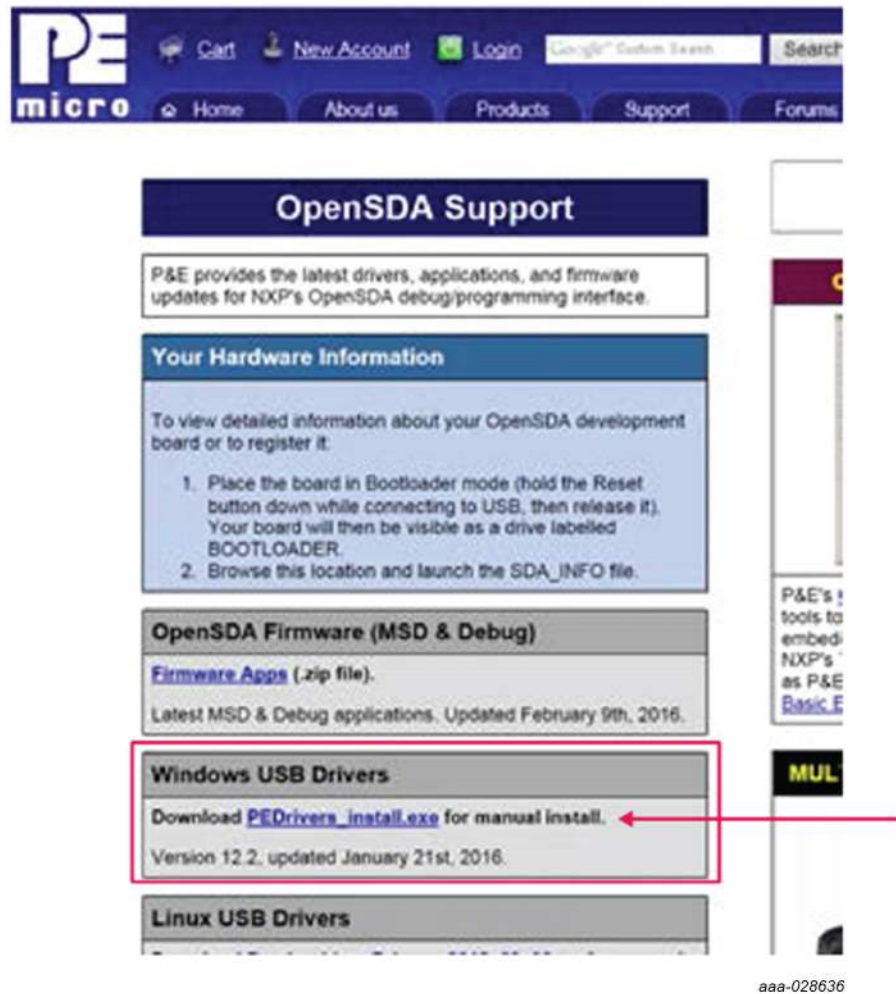 PE
micro
Cart New Account Login Google™ Custom Search Search
Home About us Products Support Forums
OpenSDA Support
P&E provides the latest drivers, applications, and firmware
updates for NXP's OpenSDA debug/programming interface.
Your Hardware Information
To view detailed information about your OpenSDA development
board or to register it:
1. Place the board in Bootloader mode (hold the Reset
button down while connecting to USB, then release it).
Your board will then be visible as a drive labelled
BOOTLOADER.
2. Browse this location and launch the SDA_INFO file.
OpenSDA Firmware (MSD & Debug)
Firmware Apps (.zip file).
Latest MSD & Debug applications. Updated February 9th, 2016.
Windows USB Drivers
Download PEDrivers_install.exe for manual install.
Version 12.2, updated January 21st, 2016.
Linux USB Drivers
P&E's
tools to
embedi
NXP's
as P&E
Basic E
MUL
aaa-028636